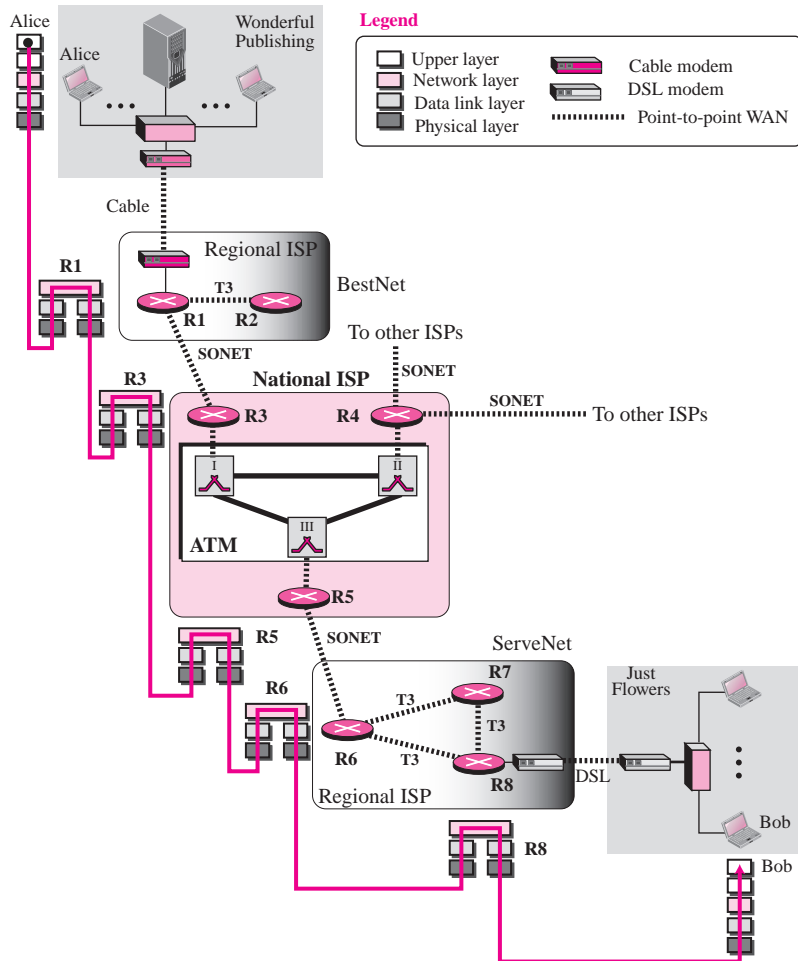 Alice
Wonderful
Publishing
Alice
Legend
Upper layer
Network layer
Data link layer
Physical layer
Cable modem
DSL modem
Point-to-point WAN
Cable
Regional ISP
R1
T3
BestNet
R1
R2
To other ISPs
SONET
SONET
R3
National ISP
SONET
To other ISPs
R3
R4
I
II
III
ATM
R5
R5
SONET
ServeNet
Just
Flowers
R6
R7
T3
T3
R6
T3
R8
DSL
Regional ISP
Bob
R8
Bob